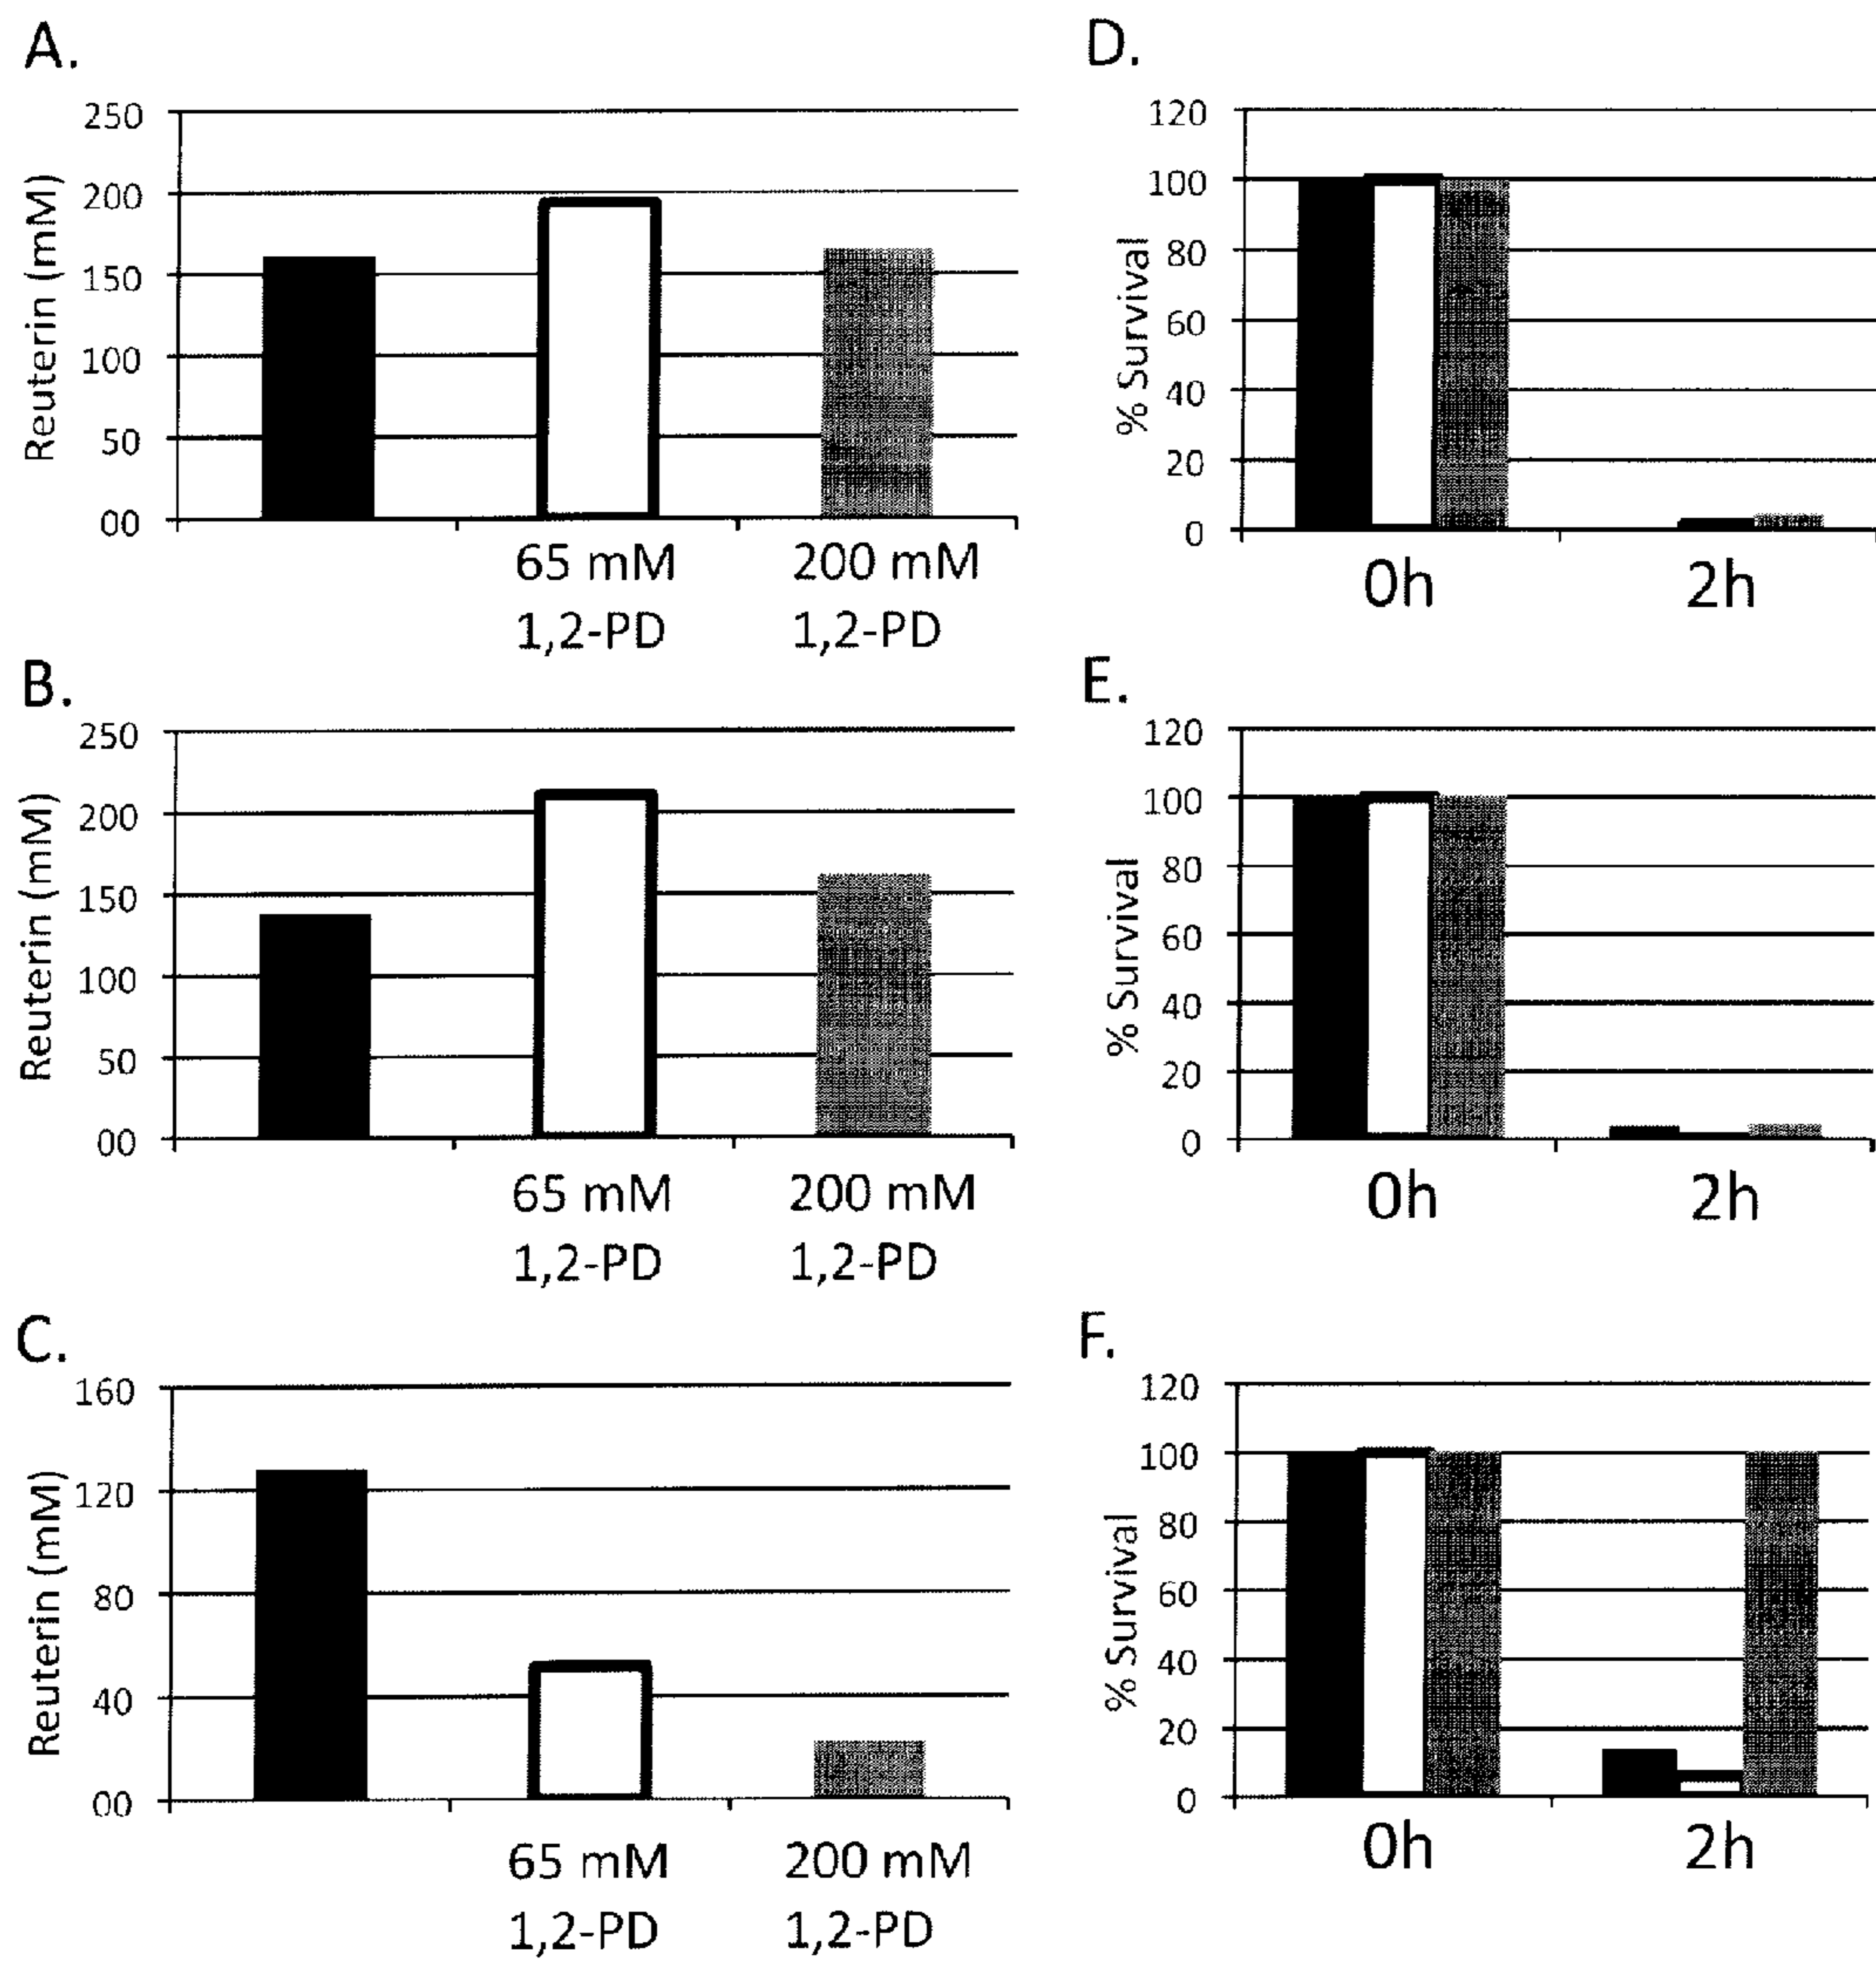 A.
Reuterin (mM)
250
200
150
100
50
00
65 mM
1,2-PD
200 mM
1,2-PD
D.
% Survival
120
100
80
60
40
20
0
0h
2h
B.
Reuterin (mM)
250
200
150
100
50
00
65 mM
1,2-PD
200 mM
1,2-PD
E.
% Survival
120
100
80
60
40
20
0
0h
2h
C.
Reuterin (mM)
160
120
80
40
00
65 mM
1,2-PD
200 mM
1,2-PD
F.
% Survival
120
100
80
60
40
20
0
0h
2h